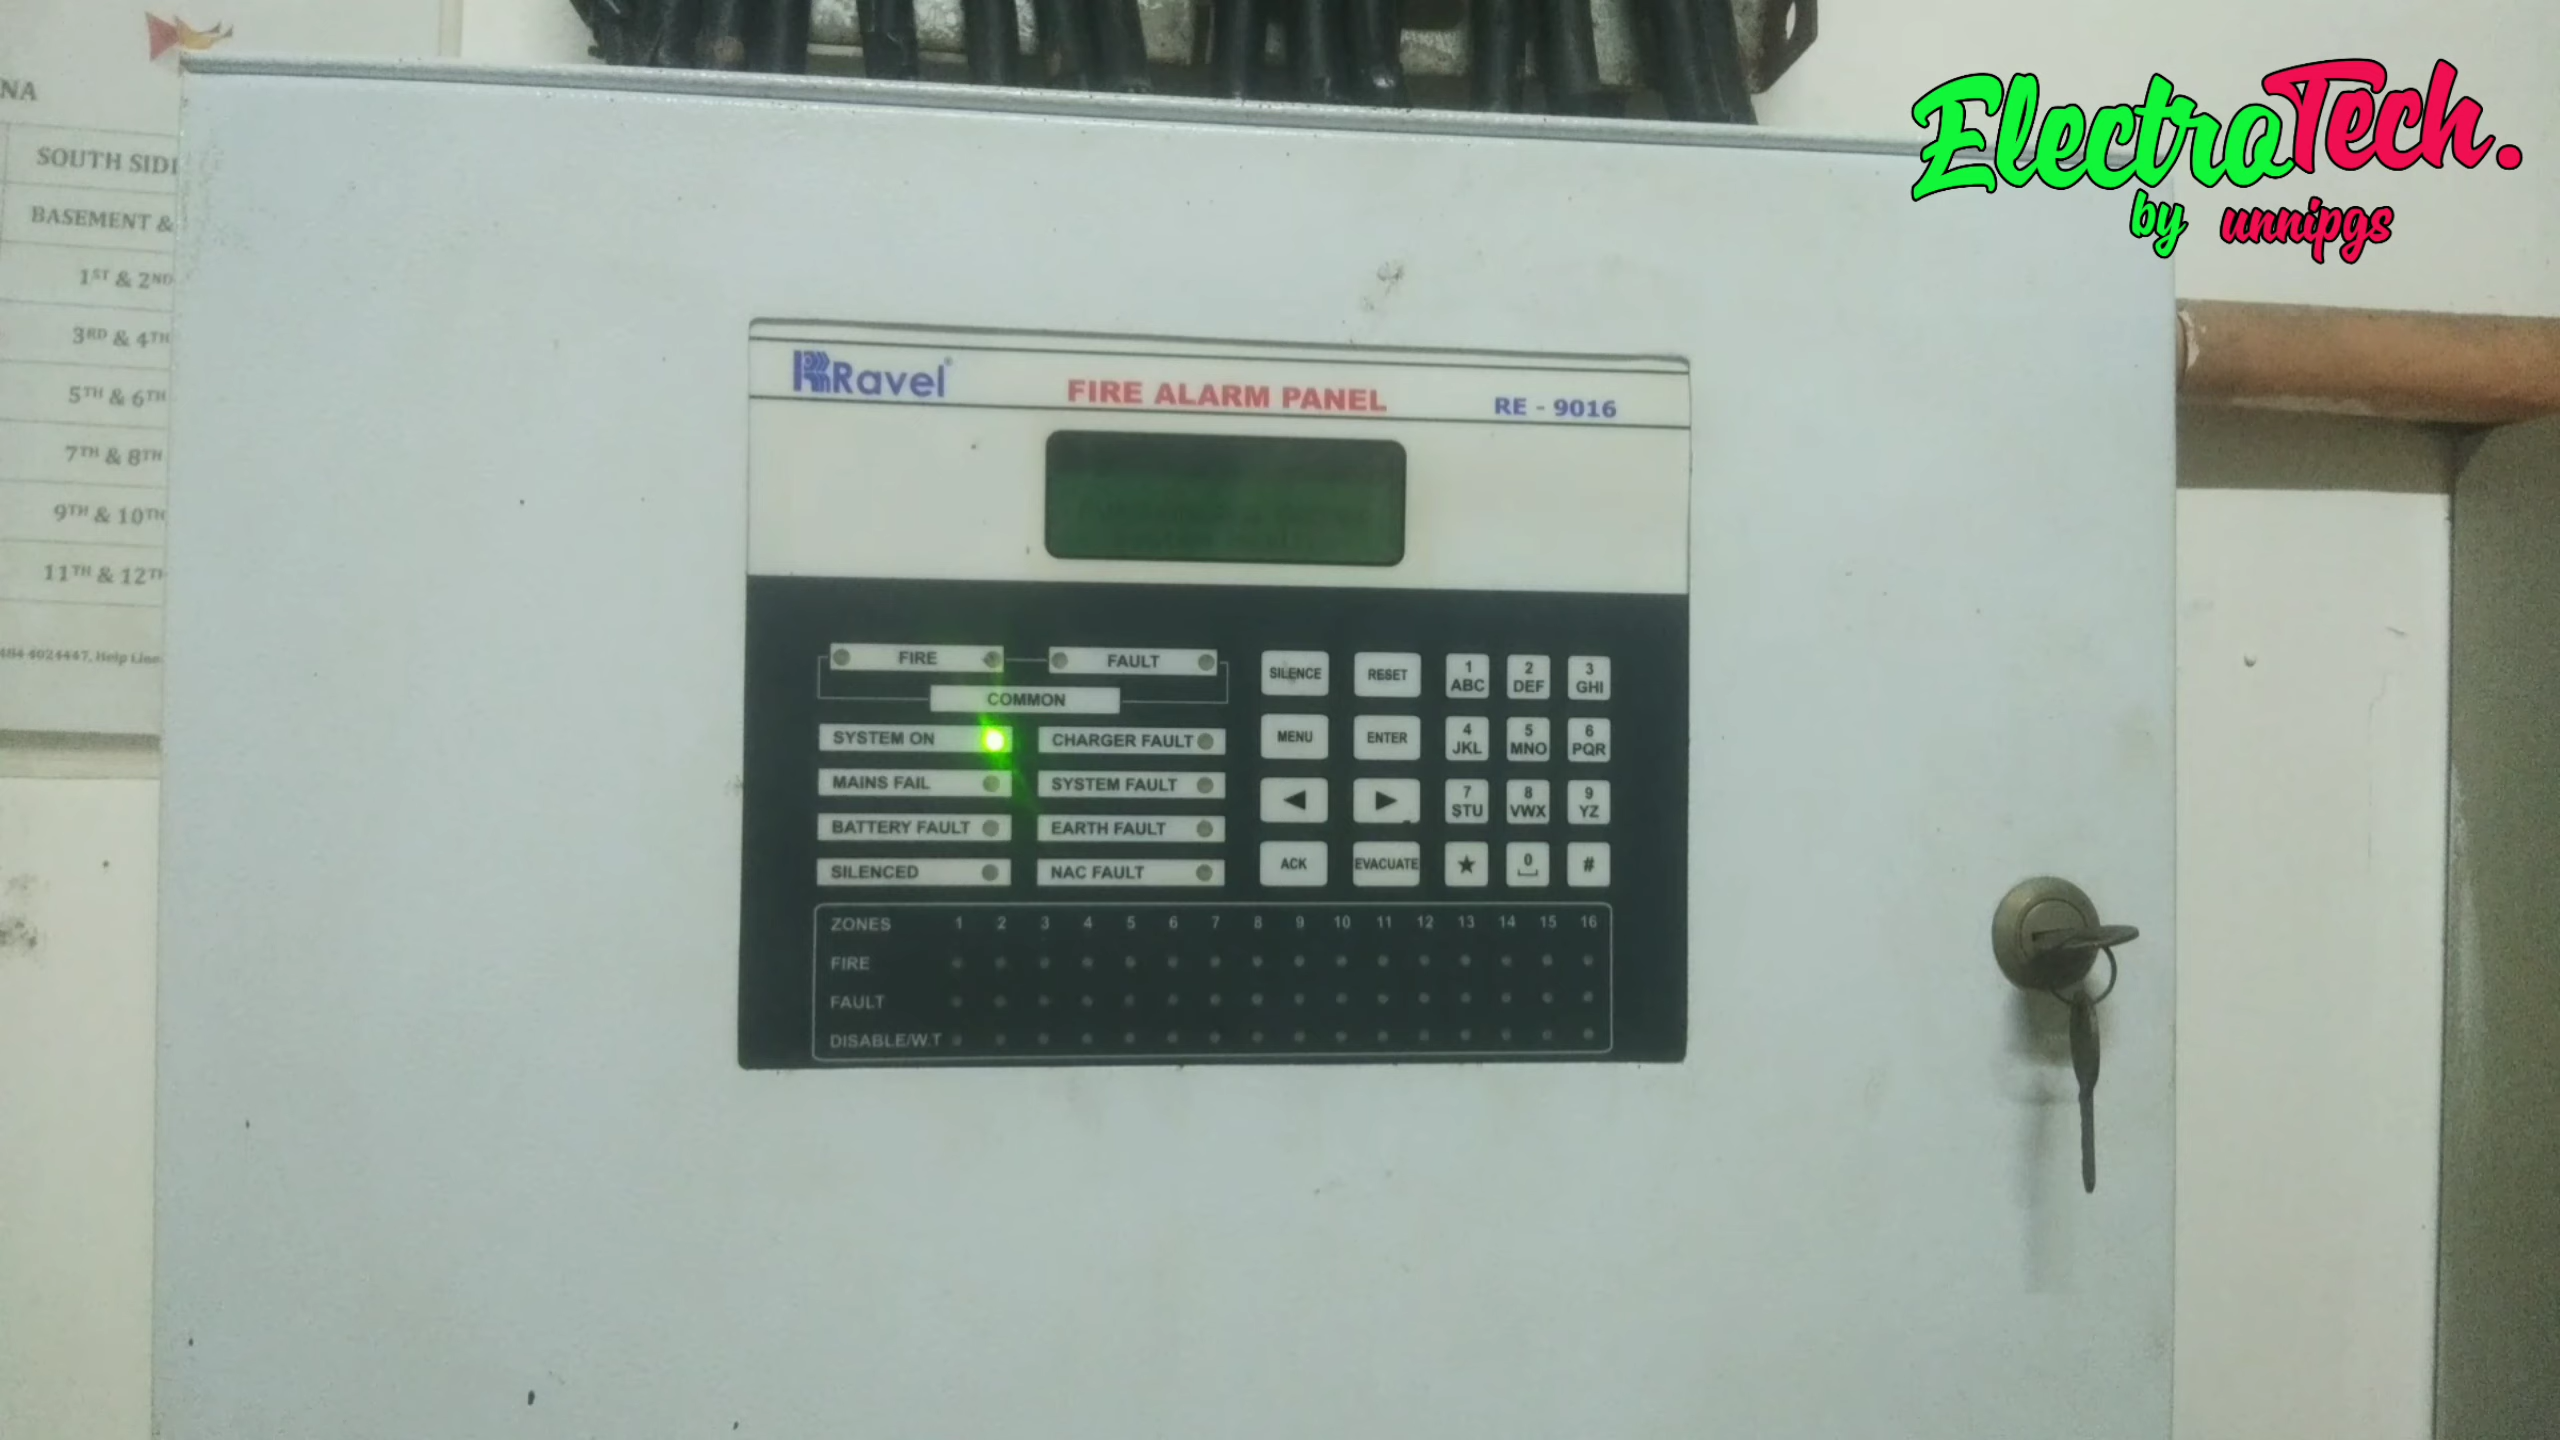 ElectroTech.
by unnipgs
NA
SOUTH SIDE
BASEMENT &
1ST & 2ND
3RD & 4TH
5TH & 6TH
7TH & 8TH
9TH & 10TH
11TH & 12TH
484 4024447, Help Line
Ravel
FIRE ALARM PANEL
RE - 9016
FIRE
FAULT
COMMON
SYSTEM ON
CHARGER FAULT
MAINS FAIL
SYSTEM FAULT
BATTERY FAULT
EARTH FAULT
SILENCED
NAC FAULT
SILENCE RESET 1 ABC 2 DEF 3 GHI
MENU ENTER 4 JKL 5 MNO 6 PQR
◄ ► 7 STU 8 VWX 9 YZ
ACK EVACUATE ★ 0 #
ZONES 1 2 3 4 5 6 7 8 9 10 11 12 13 14 15 16
FIRE
FAULT
DISABLE/W.T